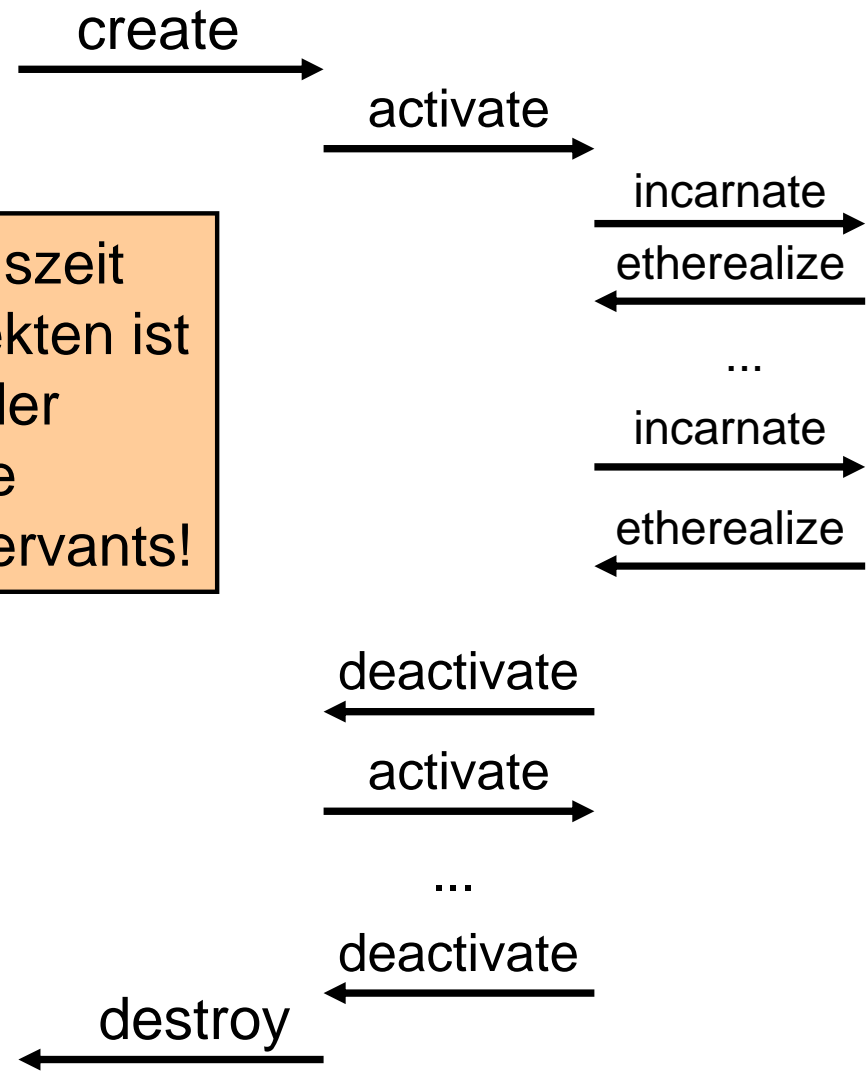 create
activate
incarnate
etherealize
...
incarnate
etherealize
szeit
ekten ist
ler
e
ervants!
deactivate
activate
...
deactivate
destroy